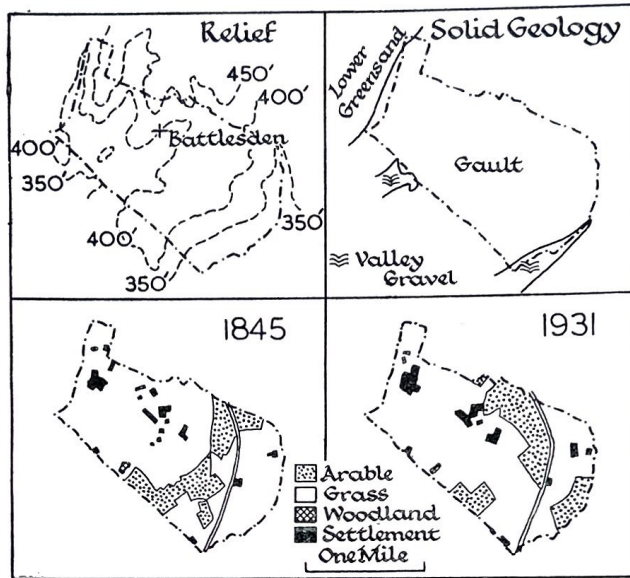 Relief
450'
400'
Battlesden
400'
350'
350'
400'
350'
Solid Geology
Lower
Greensand
Gault
Valley
Gravel
1845
1931
Arable
Grass
Woodland
Settlement
One Mile